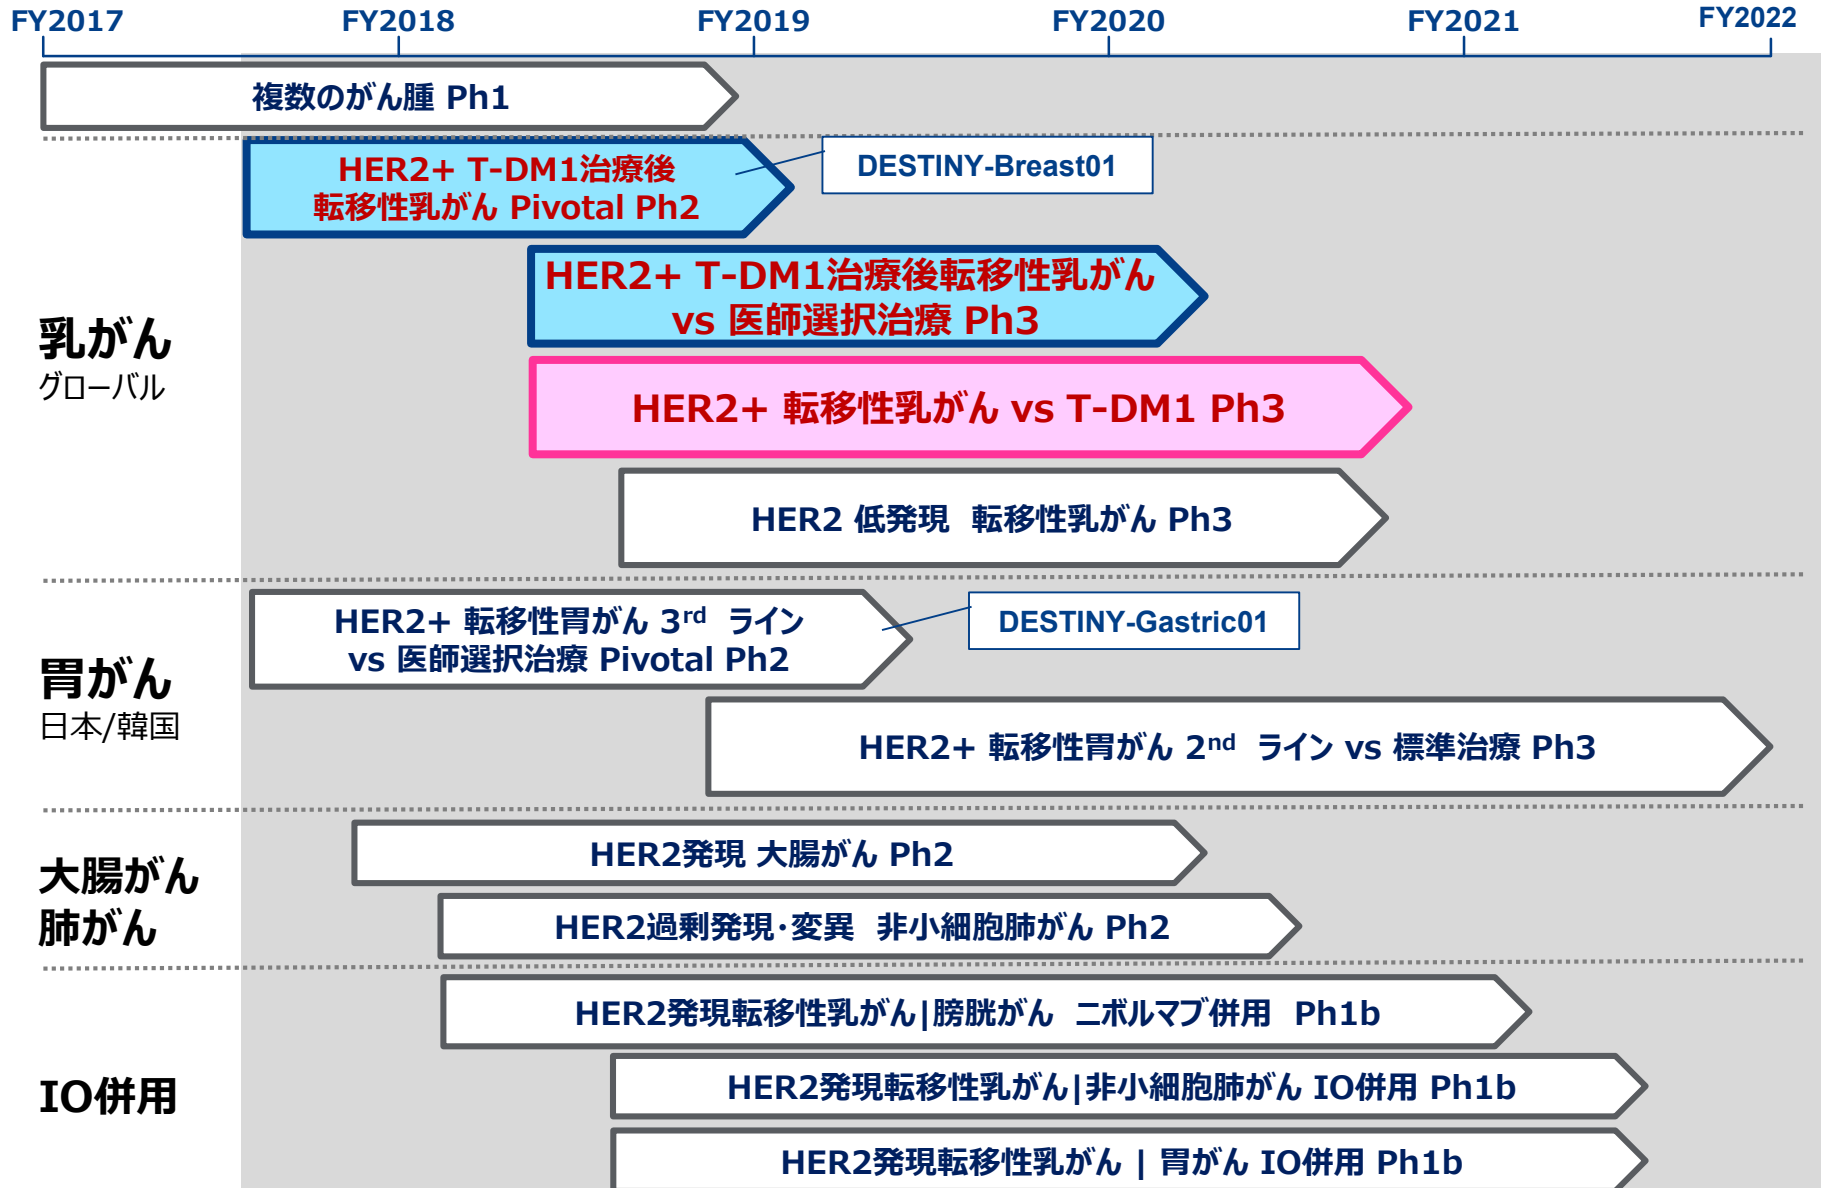 FY2017 FY2018 FY2019 FY2020 FY2021 FY2022
複数のがん腫 Ph1
HER2+ T-DM1治療後
転移性乳がん Pivotal Ph2
DESTINY-Breast01
HER2+ T-DM1治療後転移性乳がん
vs 医師選択治療 Ph3
乳がん
グローバル
HER2+ 転移性乳がん vs T-DM1 Ph3
HER2 低発現 転移性乳がん Ph3
HER2+ 転移性胃がん 3rd ライン
vs 医師選択治療 Pivotal Ph2
DESTINY-Gastric01
胃がん
日本/韓国
HER2+ 転移性胃がん 2nd ライン vs 標準治療 Ph3
大腸がん
肺がん
HER2発現 大腸がん Ph2
HER2過剰発現・変異 非小細胞肺がん Ph2
HER2発現転移性乳がん|膀胱がん ニボルマブ併用 Ph1b
IO併用
HER2発現転移性乳がん|非小細胞肺がん IO併用 Ph1b
HER2発現転移性乳がん | 胃がん IO併用 Ph1b